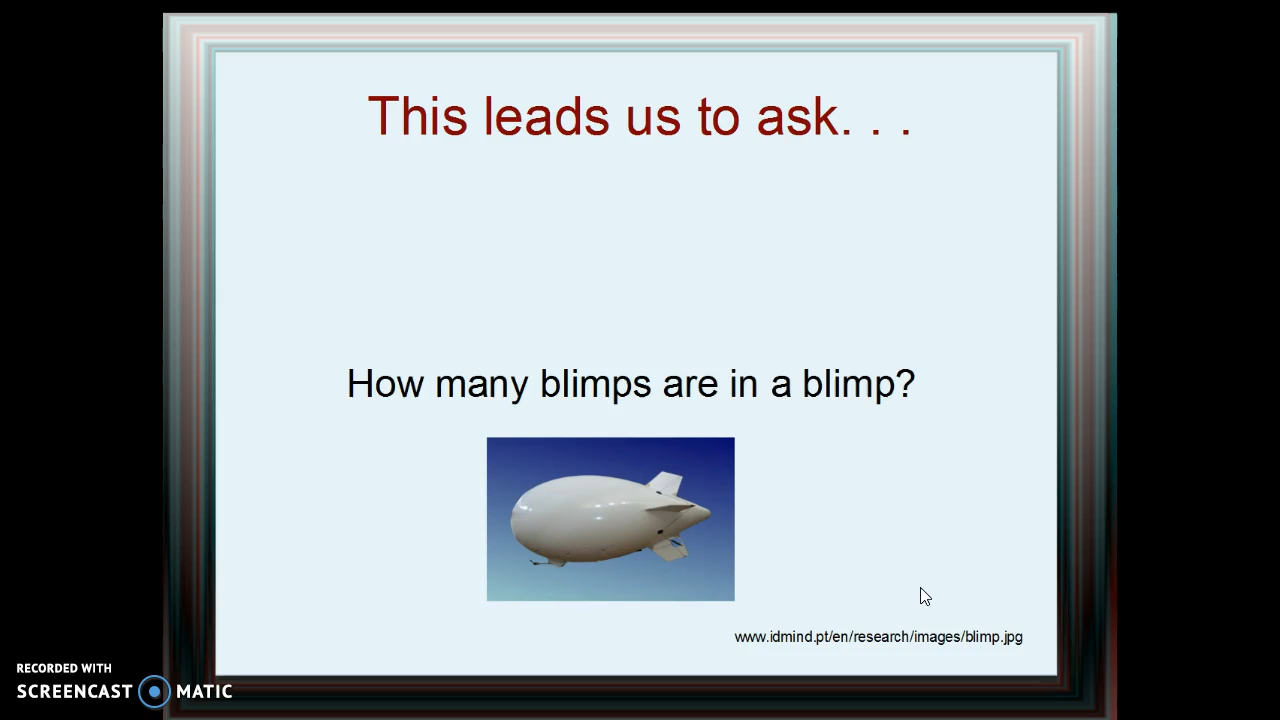 This leads us to ask. . .
How many blimps are in a blimp?
www.idmind.pt/en/research/images/blimp.jpg
RECORDED WITH
SCREENCAST MATIC